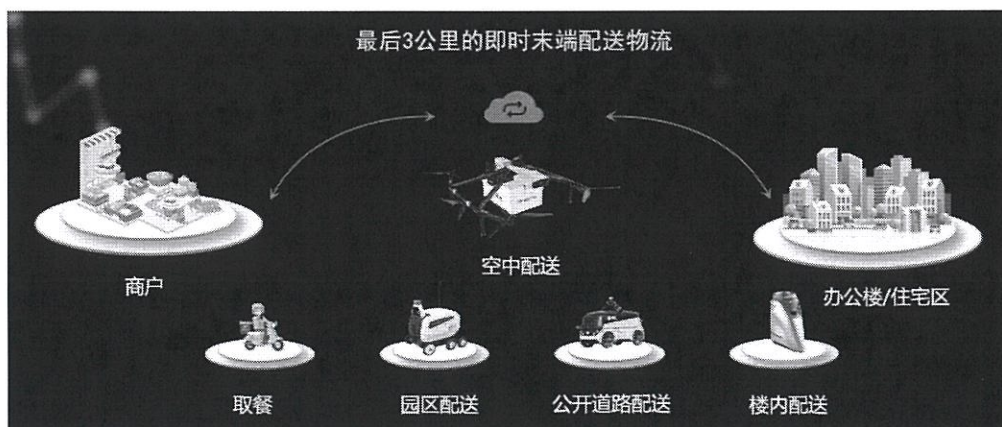 最后3公里的即时末端配送物流
空中配送
商户
办公楼/住宅区
取餐
园区配送
公开道路配送
楼内配送